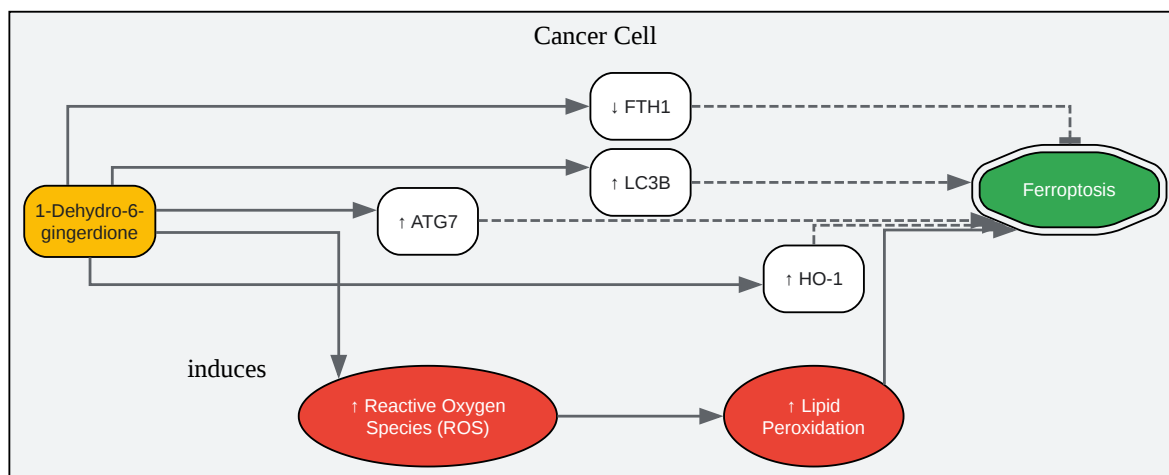 Cancer Cell
↓ FTH1
↑ LC3B
1-Dehydro-6-
gingerdione
↑ ATG7
Ferroptosis
↑ HO-1
induces
↑ Reactive Oxygen
Species (ROS)
↑ Lipid
Peroxidation